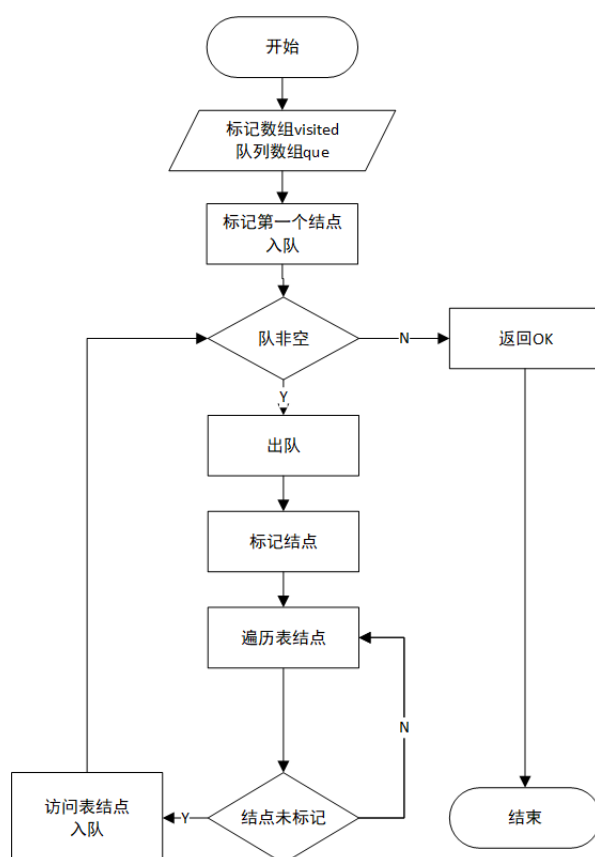 开始
标记数组visited
队列数组que
标记第一个结点
入队
队非空
N
返回OK
Y
出队
标记结点
遍历表结点
N
访问表结点
入队
Y
结点未标记
结束